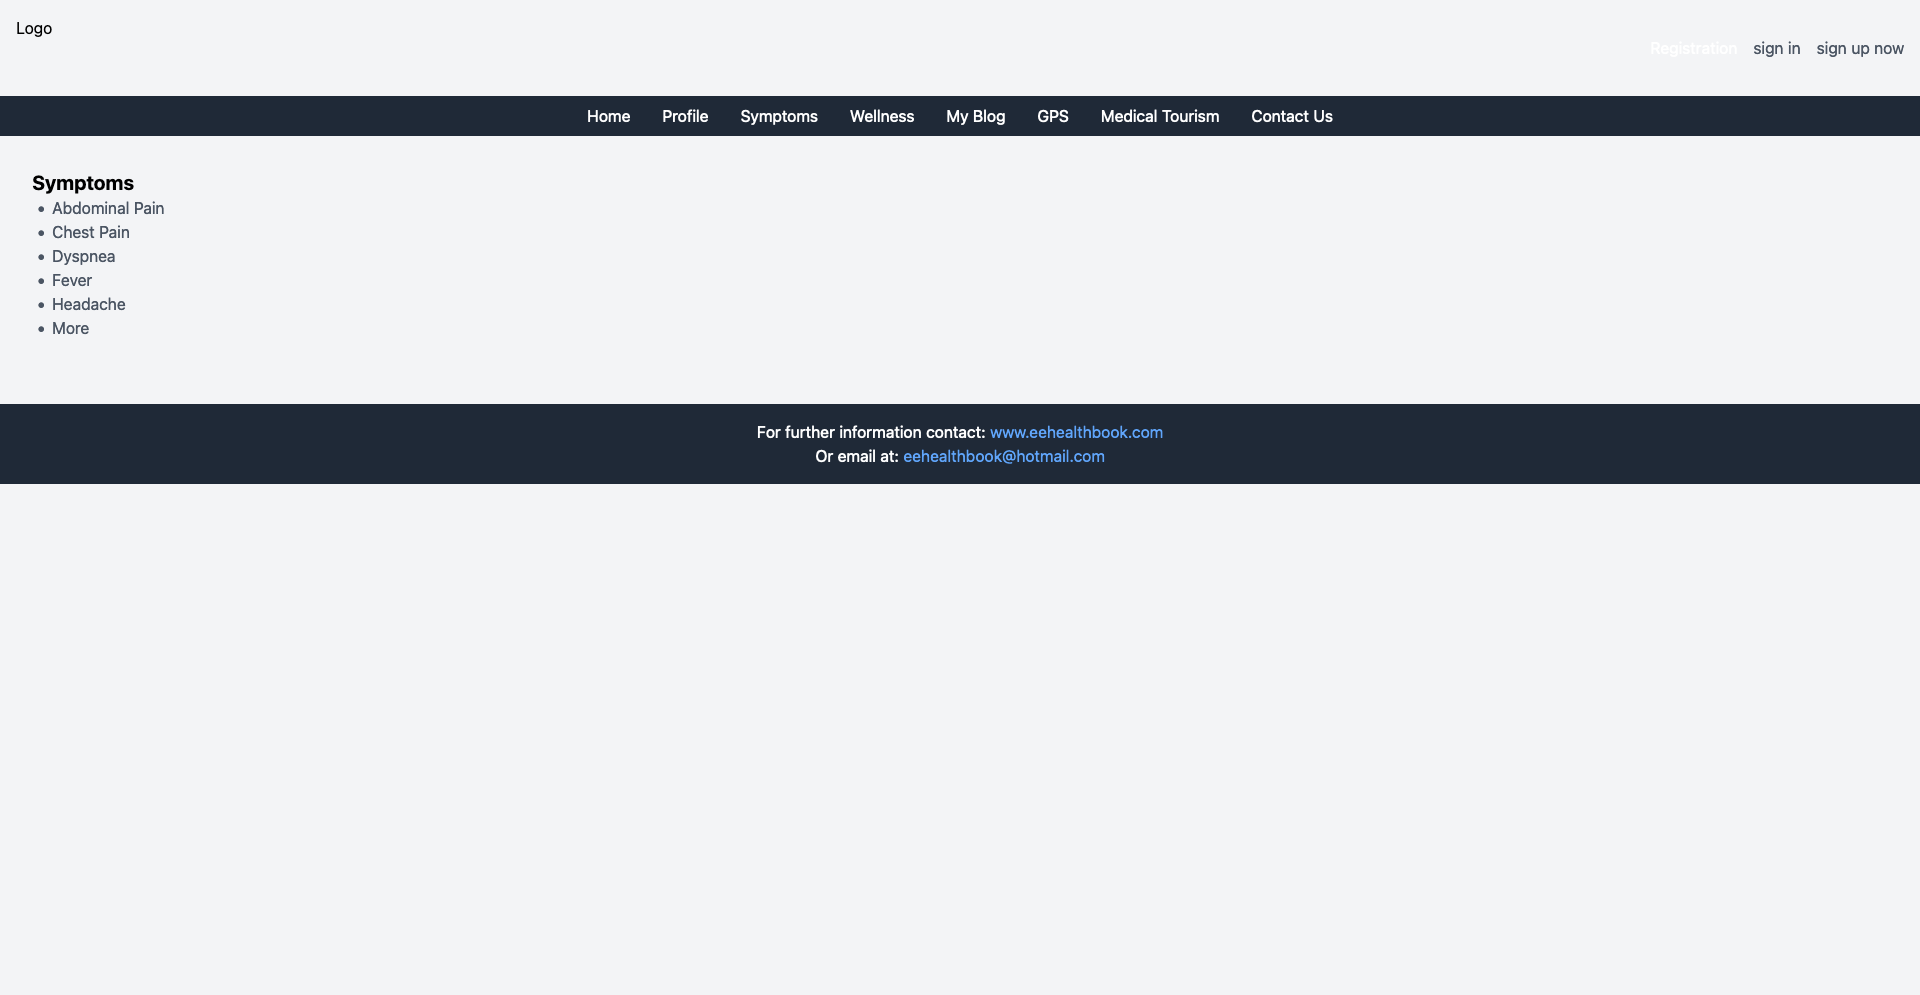 Logo
Registration sign in sign up now
Home Profile Symptoms Wellness My Blog GPS Medical Tourism Contact Us
Symptoms
• Abdominal Pain
• Chest Pain
• Dyspnea
• Fever
• Headache
• More
For further information contact: www.eehealthbook.com
Or email at: eehealthbook@hotmail.com